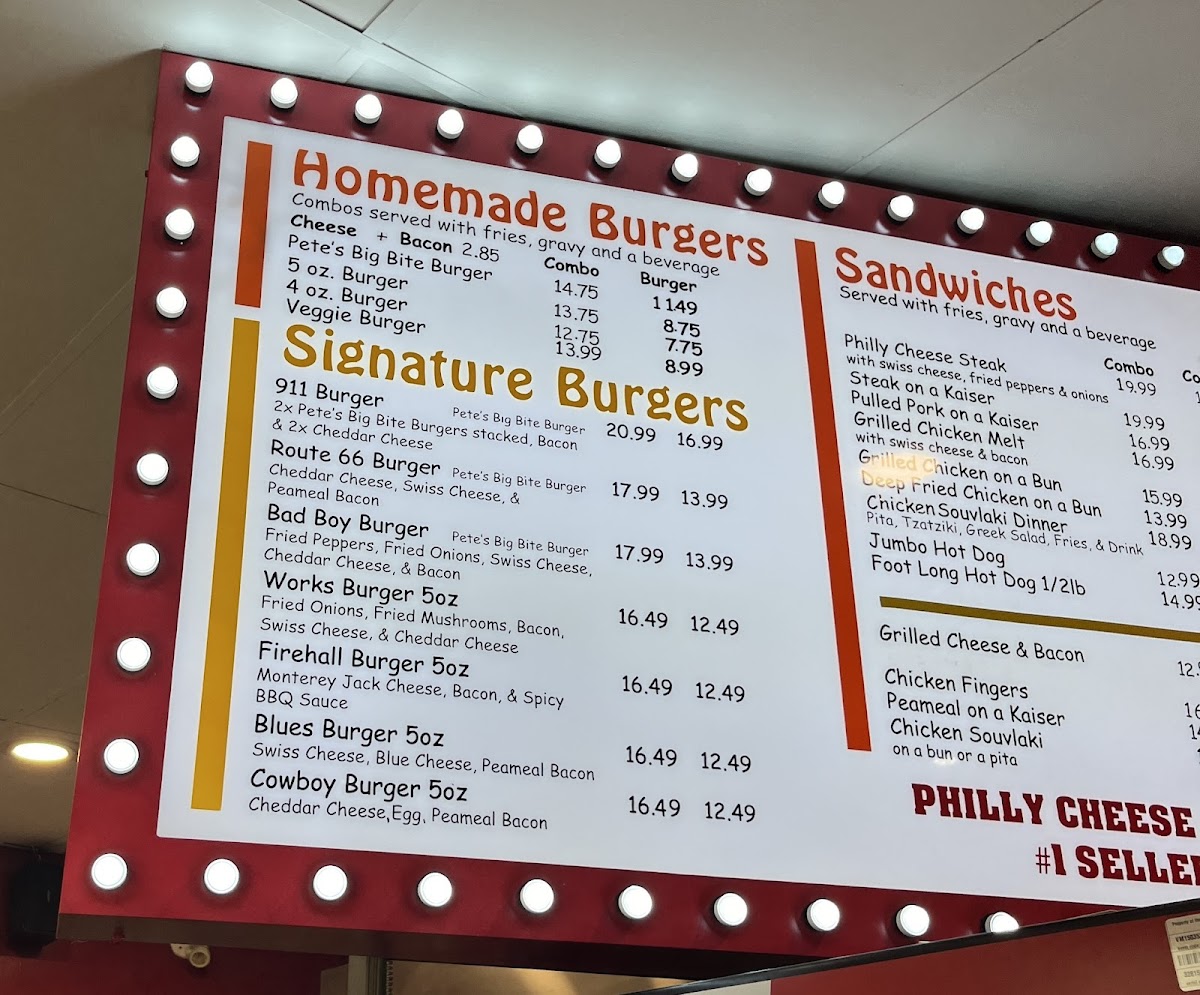 Homemade Burgers
Combos served with fries, gravy and a beverage
Cheese + Bacon 2.85 Combo Burger
Pete's Big Bite Burger 14.75 1149
5 oz. Burger 13.75 8.75
4 oz. Burger 12.75 7.75
Veggie Burger 13.99 8.99
Signature Burgers
911 Burger Pete's Big Bite Burger 20.99 16.99
2x Pete's Big Bite Burgers stacked, Bacon
& 2x Cheddar Cheese
Route 66 Burger Pete's Big Bite Burger 17.99 13.99
Cheddar Cheese, Swiss Cheese, &
Peameal Bacon
Bad Boy Burger Pete's Big Bite Burger 17.99 13.99
Fried Peppers, Fried Onions, Swiss Cheese,
Cheddar Cheese, & Bacon
Works Burger 5oz 16.49 12.49
Fried Onions, Fried Mushrooms, Bacon,
Swiss Cheese, & Cheddar Cheese
Firehall Burger 5oz 16.49 12.49
Monterey Jack Cheese, Bacon, & Spicy
BBQ Sauce
Blues Burger 5oz 16.49 12.49
Swiss Cheese, Blue Cheese, Peameal Bacon
Cowboy Burger 5oz 16.49 12.49
Cheddar Cheese, Egg, Peameal Bacon
Sandwiches
Served with fries, gravy and a beverage
Combo
Philly Cheese Steak 19.99
with swiss cheese, fried peppers & onions
Steak on a Kaiser 19.99
Pulled Pork on a Kaiser 16.99
Grilled Chicken Melt 16.99
with swiss cheese & bacon
Grilled Chicken on a Bun 15.99
Deep Fried Chicken on a Bun 13.99
Chicken Souvlaki Dinner 18.99
Pita, Tzatziki, Greek Salad, Fries, & Drink
Jumbo Hot Dog 12.99
Foot Long Hot Dog 1/2lb 14.99
Grilled Cheese & Bacon
Chicken Fingers
Peameal on a Kaiser
Chicken Souvlaki
on a bun or a pita
PHILLY CHEESE
#1 SELLE